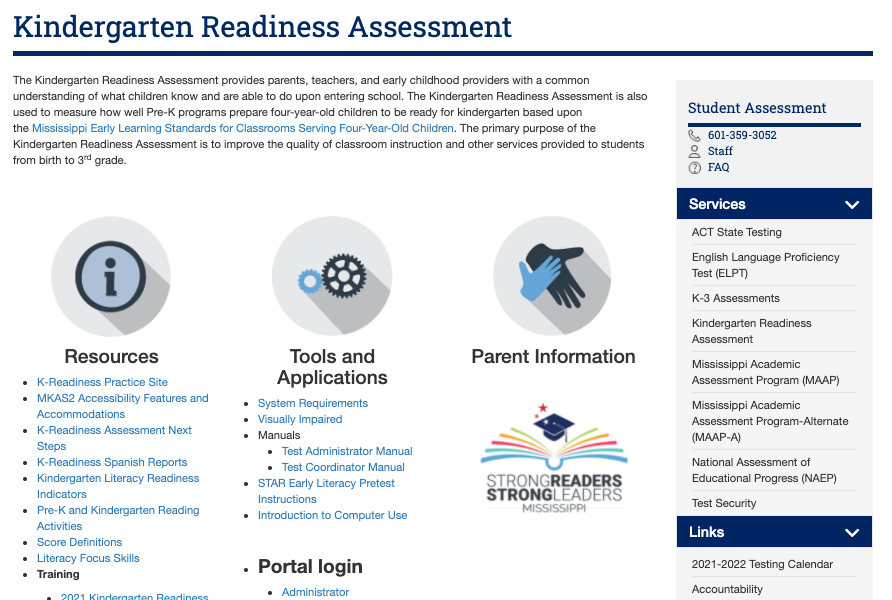 Kindergarten Readiness Assessment
The Kindergarten Readiness Assessment provides parents, teachers, and early childhood providers with a common
understanding of what children know and are able to do upon entering school. The Kindergarten Readiness Assessment is also
used to measure how well Pre-K programs prepare four-year-old children to be ready for kindergarten based upon
the Mississippi Early Learning Standards for Classrooms Serving Four-Year-Old Children. The primary purpose of the
Kindergarten Readiness Assessment is to improve the quality of classroom instruction and other services provided to students
from birth to 3rd grade.
Resources
K-Readiness Practice Site
MKAS2 Accessibility Features and
Accommodations
K-Readiness Assessment Next
Steps
K-Readiness Spanish Reports
Kindergarten Literacy Readiness
Indicators
Pre-K and Kindergarten Reading
Activities
Score Definitions
Literacy Focus Skills
Training
2021 Kindergarten Readiness
Tools and
Applications
System Requirements
Visually Impaired
Manuals
Test Administrator Manual
Test Coordinator Manual
STAR Early Literacy Pretest
Instructions
Introduction to Computer Use
Portal login
Administrator
Parent Information
STRONGREADERS
STRONGLEADERS
MISSISSIPPI
Student Assessment
601-359-3052
Staff
FAQ
Services
ACT State Testing
English Language Proficiency
Test (ELPT)
K-3 Assessments
Kindergarten Readiness
Assessment
Mississippi Academic
Assessment Program (MAAP)
Mississippi Academic
Assessment Program-Alternate
(MAAP-A)
National Assessment of
Educational Progress (NAEP)
Test Security
Links
2021-2022 Testing Calendar
Accountability